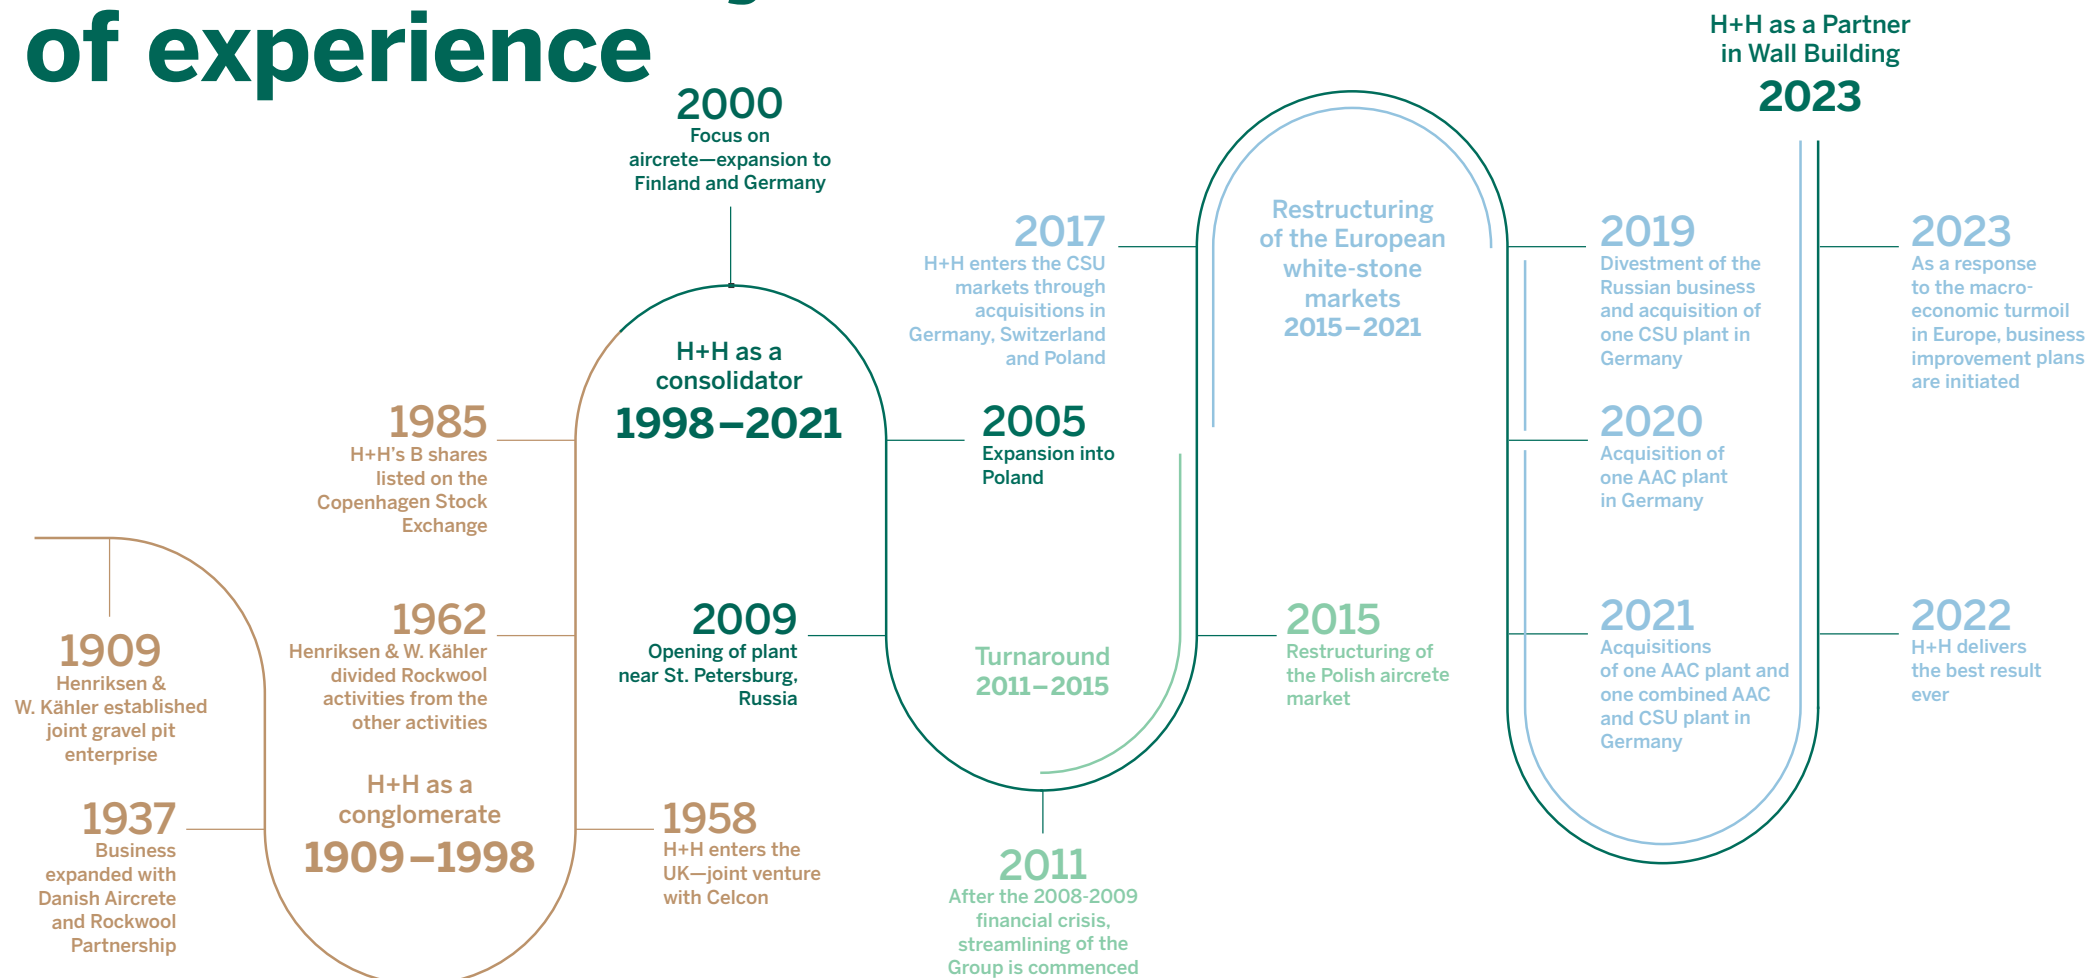 of experience
1909
Henriksen &
W. Kähler established
joint gravel pit
enterprise
1937
Business
expanded with
Danish Aircrete
and Rockwool
Partnership
H+H as a
conglomerate
1909–1998
1958
H+H enters the
UK—joint venture
with Celcon
1962
Henriksen & W. Kähler
divided Rockwool
activities from the
other activities
1985
H+H's B shares
listed on the
Copenhagen Stock
Exchange
2000
Focus on
aircrete—expansion to
Finland and Germany
H+H as a
consolidator
1998–2021
2005
Expansion into
Poland
2009
Opening of plant
near St. Petersburg,
Russia
Turnaround
2011–2015
2011
After the 2008-2009
financial crisis,
streamlining of the
Group is commenced
2015
Restructuring of
the Polish aircrete
market
2017
H+H enters the CSU
markets through
acquisitions in
Germany, Switzerland
and Poland
Restructuring
of the European
white-stone
markets
2015–2021
2019
Divestment of the
Russian business
and acquisition of
one CSU plant in
Germany
2020
Acquisition of
one AAC plant
in Germany
2021
Acquisitions
of one AAC plant and
one combined AAC
and CSU plant in
Germany
2022
H+H delivers
the best result
ever
2023
As a response
to the macro-
economic turmoil
in Europe, business
improvement plans
are initiated
H+H as a Partner
in Wall Building
2023